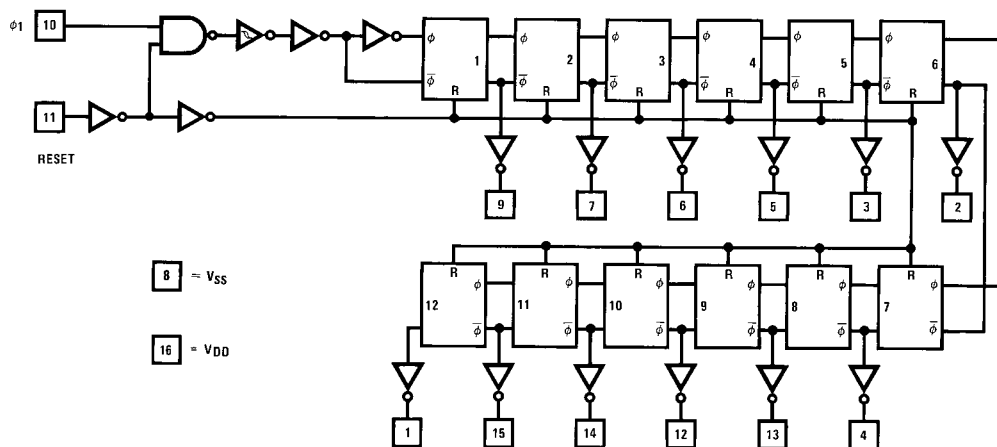 ϕ1 10
ϕ ϕ ϕ ϕ ϕ ϕ
1 2 3 4 5 6
ϕ̅ ϕ̅ ϕ̅ ϕ̅ ϕ̅ ϕ̅
R R R R R R
11
RESET
9 7 6 5 3 2
R R R R R R
8 = VSS
12 11 10 9 8 7
ϕ ϕ ϕ ϕ ϕ ϕ
ϕ̅ ϕ̅ ϕ̅ ϕ̅ ϕ̅ ϕ̅
16 = VDD
1 15 14 12 13 4